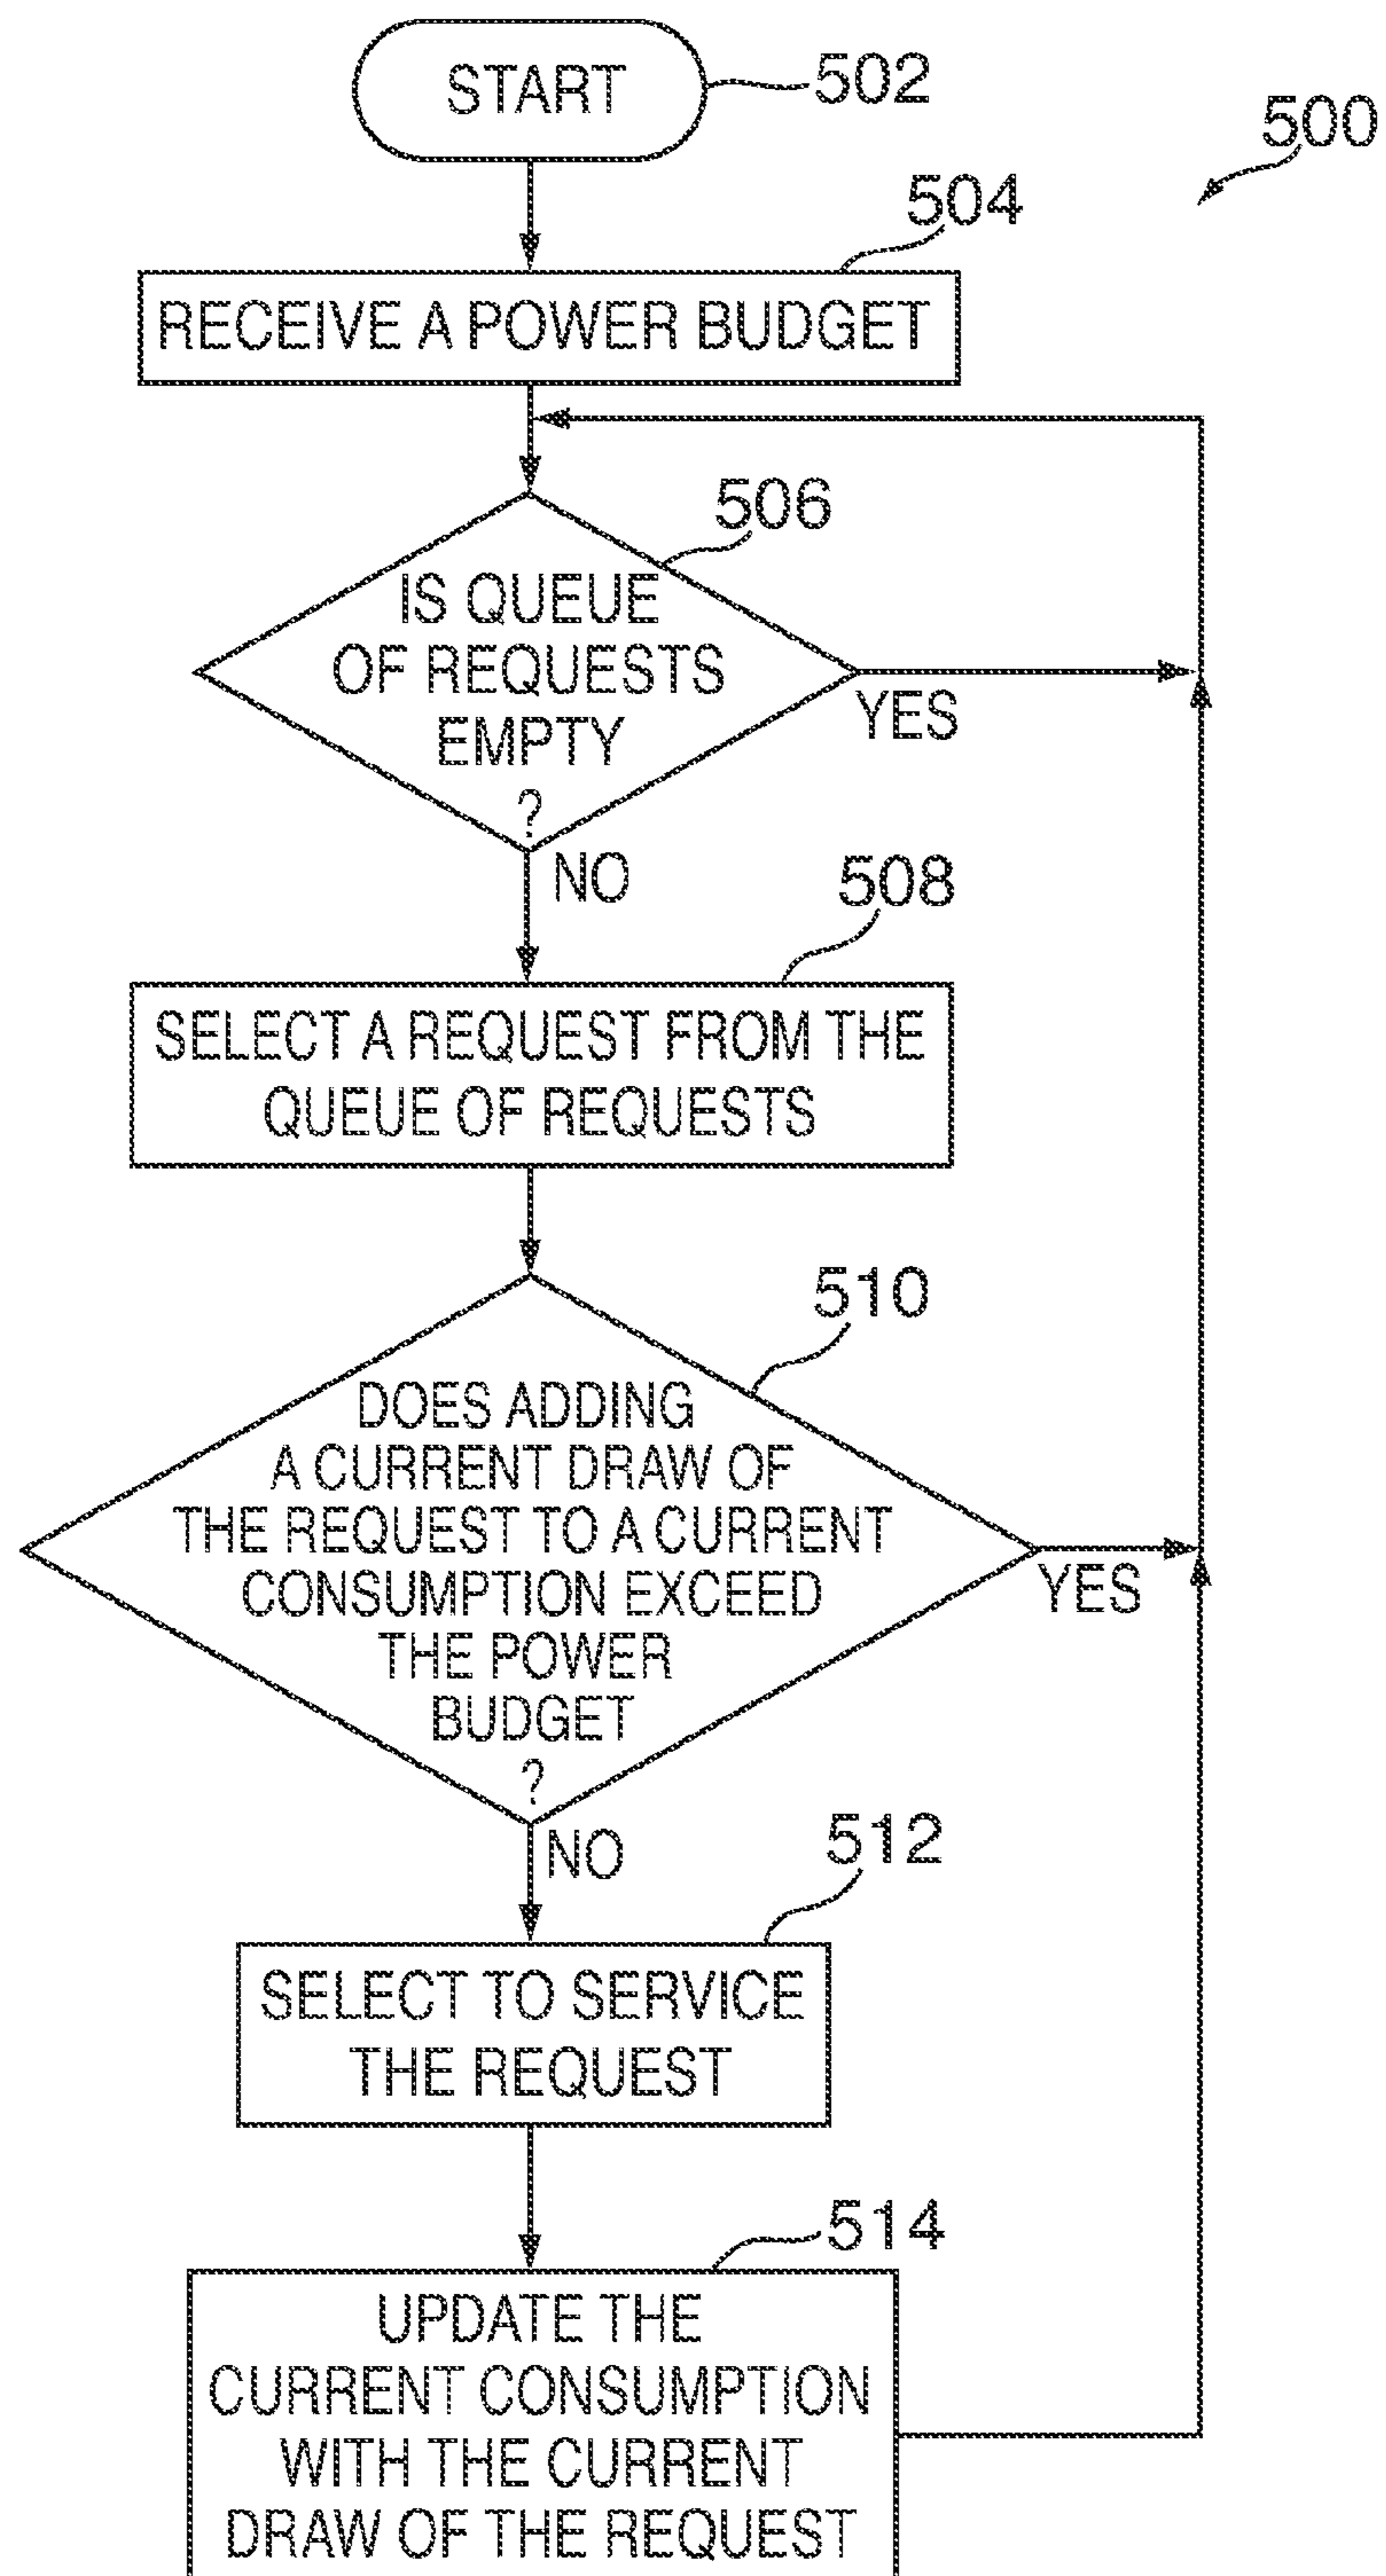 START
502
500
504
RECEIVE A POWER BUDGET
506
IS QUEUE
OF REQUESTS
EMPTY
?
YES
NO
508
SELECT A REQUEST FROM THE
QUEUE OF REQUESTS
510
DOES ADDING
A CURRENT DRAW OF
THE REQUEST TO A CURRENT
CONSUMPTION EXCEED
THE POWER
BUDGET
?
YES
NO
512
SELECT TO SERVICE
THE REQUEST
514
UPDATE THE
CURRENT CONSUMPTION
WITH THE CURRENT
DRAW OF THE REQUEST